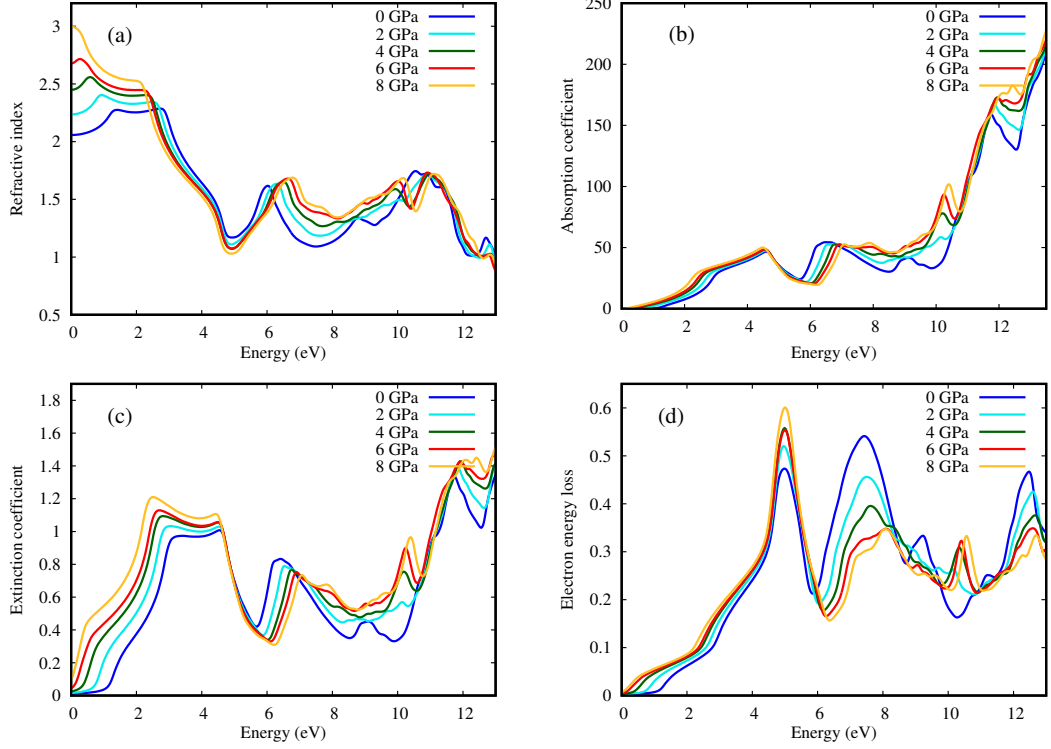 (a)
0 GPa
2 GPa
4 GPa
6 GPa
8 GPa
Refractive index
3
2.5
2
1.5
1
0.5
0 2 4 6 8 10 12
Energy (eV)
(b)
0 GPa
2 GPa
4 GPa
6 GPa
8 GPa
Absorption coefficient
250
200
150
100
50
0
0 2 4 6 8 10 12
Energy (eV)
(c)
0 GPa
2 GPa
4 GPa
6 GPa
8 GPa
Extinction coefficient
1.8
1.6
1.4
1.2
1
0.8
0.6
0.4
0.2
0
0 2 4 6 8 10 12
Energy (eV)
(d)
0 GPa
2 GPa
4 GPa
6 GPa
8 GPa
Electron energy loss
0.6
0.5
0.4
0.3
0.2
0.1
0
0 2 4 6 8 10 12
Energy (eV)